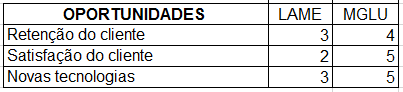 OPORTUNIDADES LAME MGLU
Retenção do cliente 3 4
Satisfação do cliente 2 5
Novas tecnologias 3 5